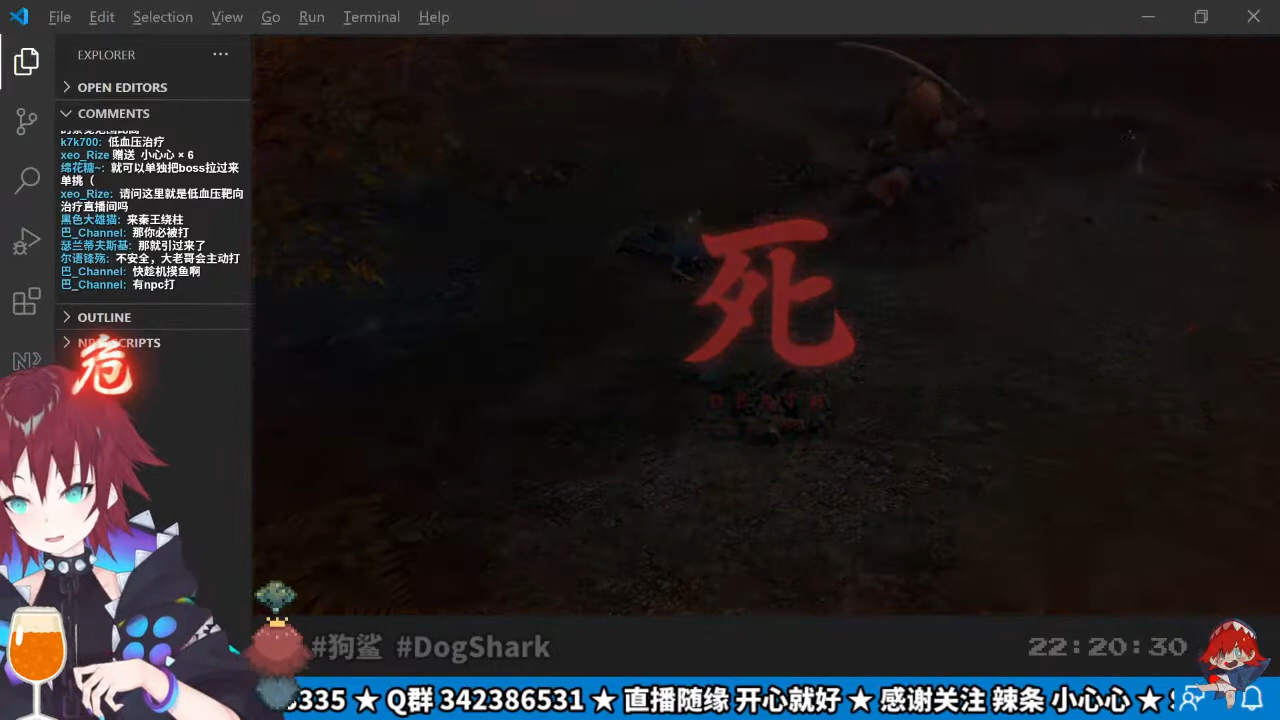 File Edit Selection View Go Run Terminal Help
EXPLORER
OPEN EDITORS
COMMENTS
k7k700: 低血压治疗
xeo_Rize 赠送 小心心 × 6
绵花糖~: 就可以单独把boss拉过来
单挑（
xeo_Rize: 请问这里就是低血压靶向
治疗直播间吗
黑色大雄猫: 来秦王绕柱
巴_Channel: 那你必被打
瑟兰蒂夫斯基: 那就引过来了
尔语锋殇: 不安全，大老哥会主动打
巴_Channel: 快趁机摸鱼啊
巴_Channel: 有npc打
OUTLINE
SCRIPTS
危
死
DEATH
#狗鲨 #DogShark
22:20:30
335 ★ Q群 342386531 ★ 直播随缘 开心就好 ★ 感谢关注 辣条 小心心 ★